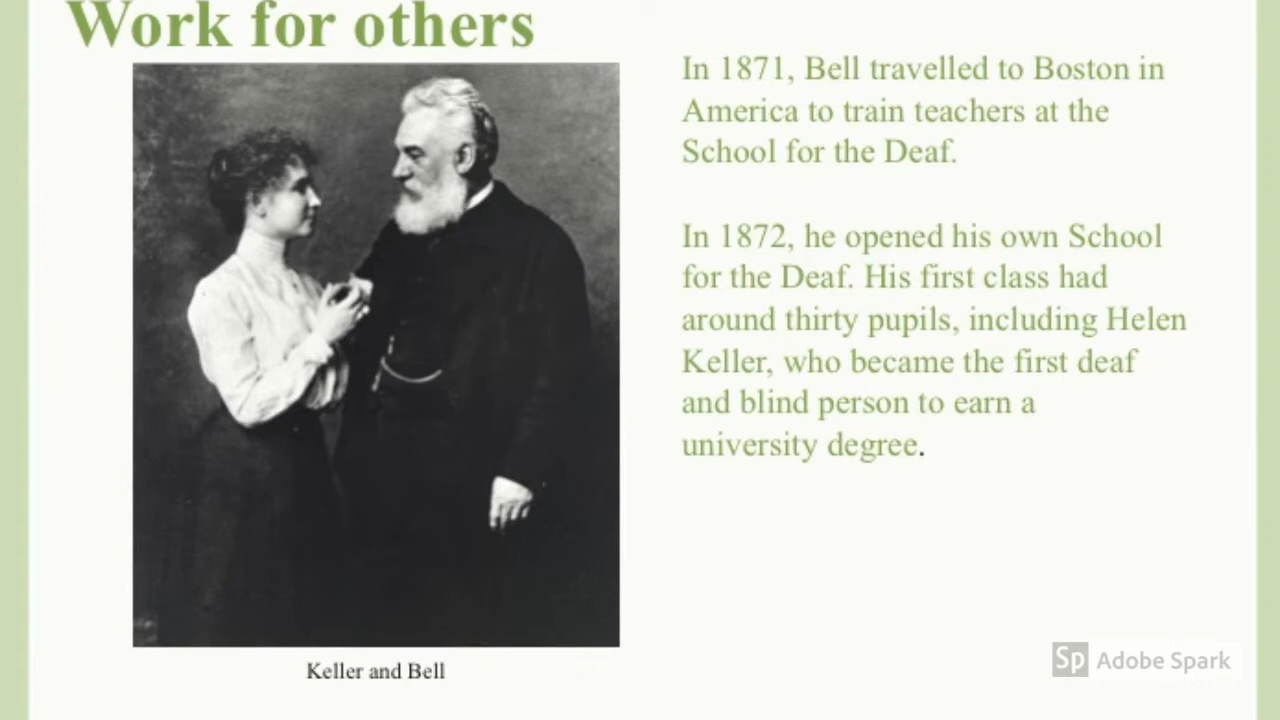 Work for others
In 1871, Bell travelled to Boston in
America to train teachers at the
School for the Deaf.
In 1872, he opened his own School
for the Deaf. His first class had
around thirty pupils, including Helen
Keller, who became the first deaf
and blind person to earn a
university degree.
Keller and Bell
Sp Adobe Spark